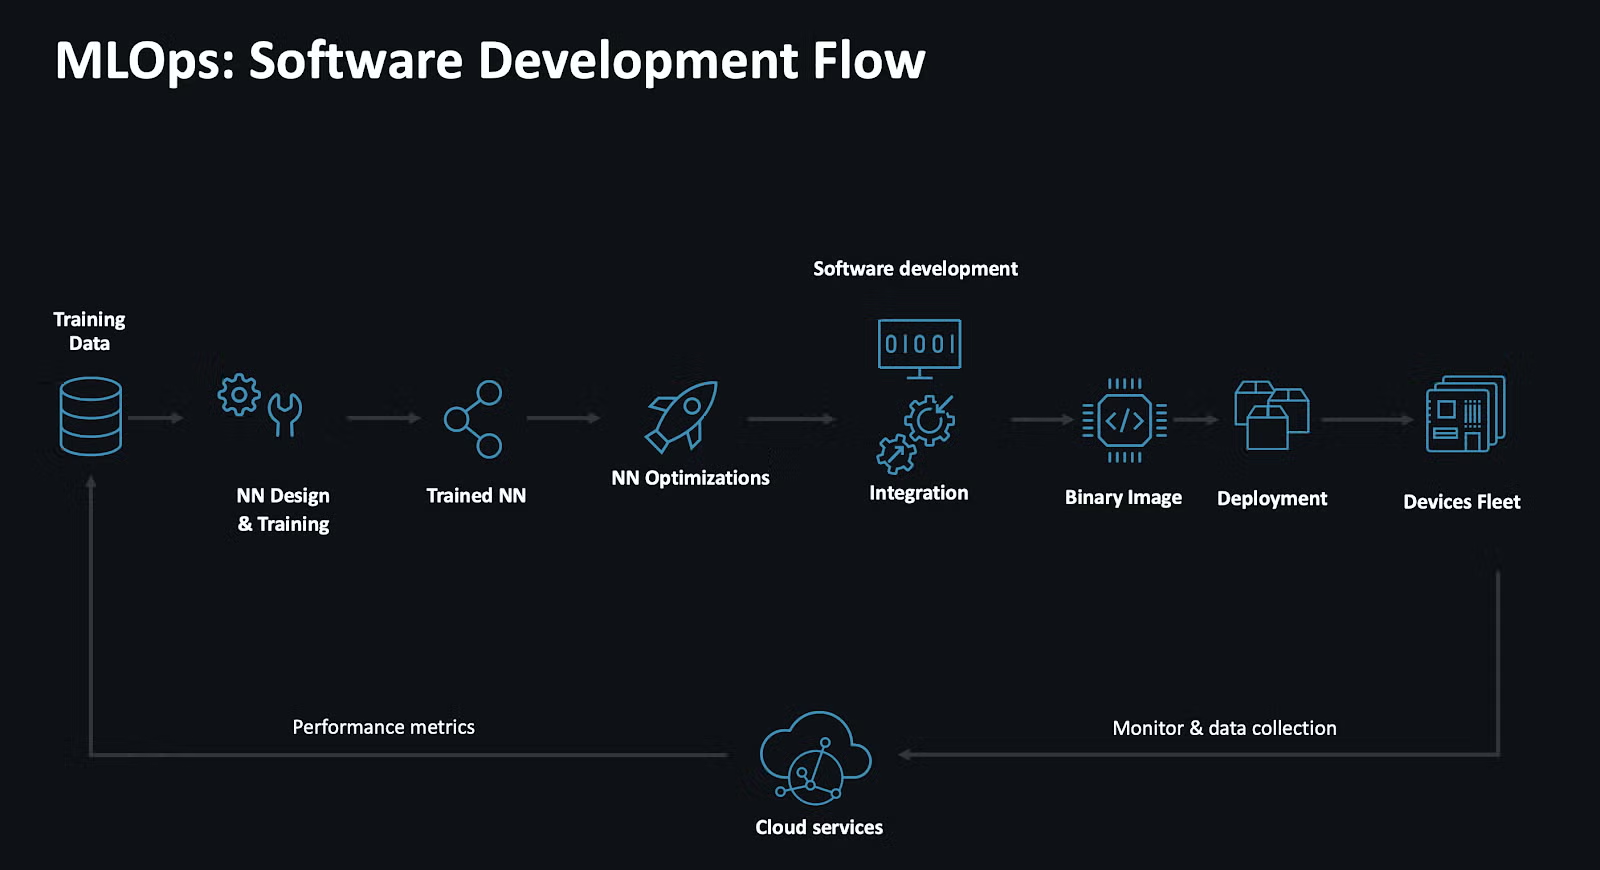 MLOps: Software Development Flow
Software development
Training
Data
01001
NN Design
& Training
Trained NN
NN Optimizations
Integration
</>
Binary Image
Deployment
Devices Fleet
Performance metrics
Monitor & data collection
Cloud services